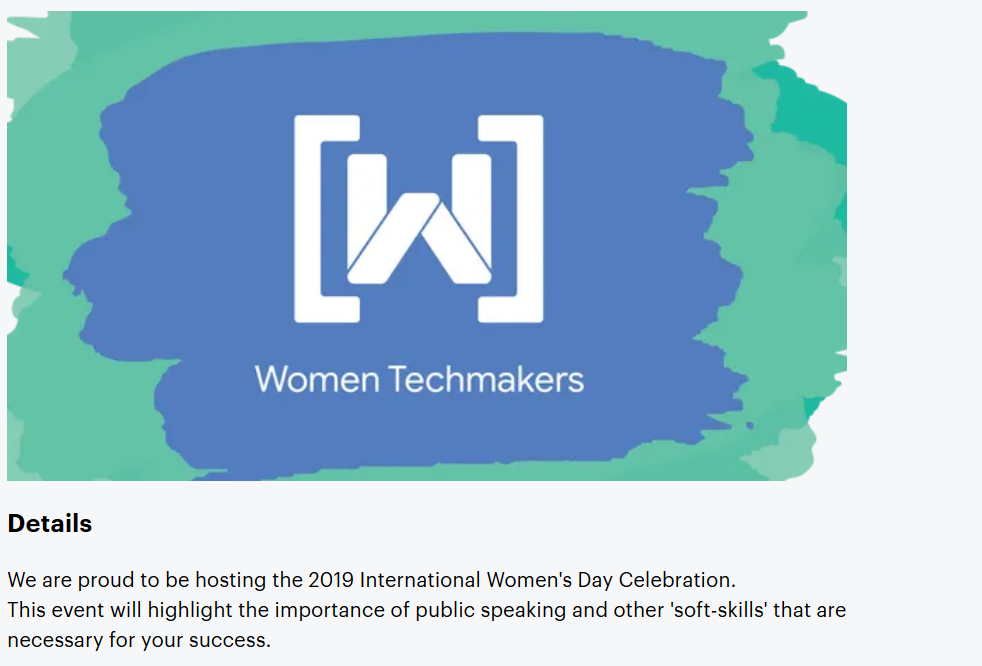 [W]
Women Techmakers
Details
We are proud to be hosting the 2019 International Women's Day Celebration.
This event will highlight the importance of public speaking and other 'soft-skills' that are
necessary for your success.